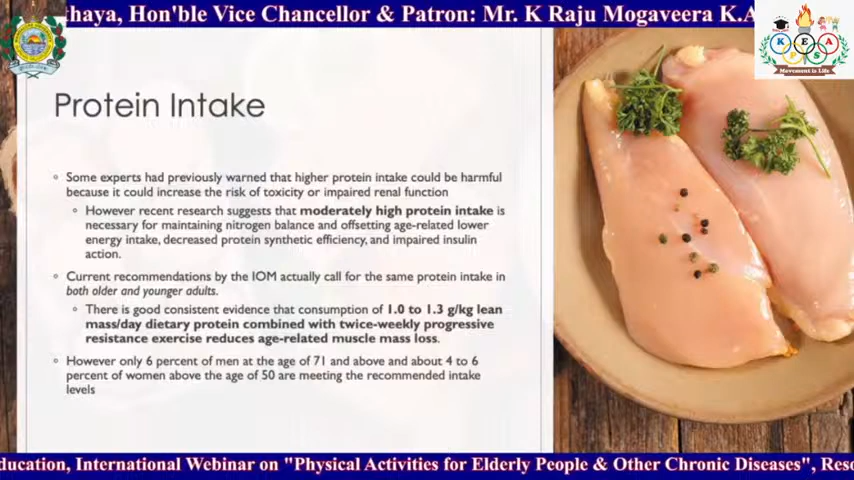 haya, Hon'ble Vice Chancellor & Patron: Mr. K Raju Mogaveera K.A
K E A
P S
Movement is Life
Protein Intake
◦ Some experts had previously warned that higher protein intake could be harmful
because it could increase the risk of toxicity or impaired renal function
◦ However recent research suggests that moderately high protein intake is
necessary for maintaining nitrogen balance and offsetting age-related lower
energy intake, decreased protein synthetic efficiency, and impaired insulin
action.
◦ Current recommendations by the IOM actually call for the same protein intake in
both older and younger adults.
◦ There is good consistent evidence that consumption of 1.0 to 1.3 g/kg lean
mass/day dietary protein combined with twice-weekly progressive
resistance exercise reduces age-related muscle mass loss.
◦ However only 6 percent of men at the age of 71 and above and about 4 to 6
percent of women above the age of 50 are meeting the recommended intake
levels
ducation, International Webinar on "Physical Activities for Elderly People & Other Chronic Diseases", Reso